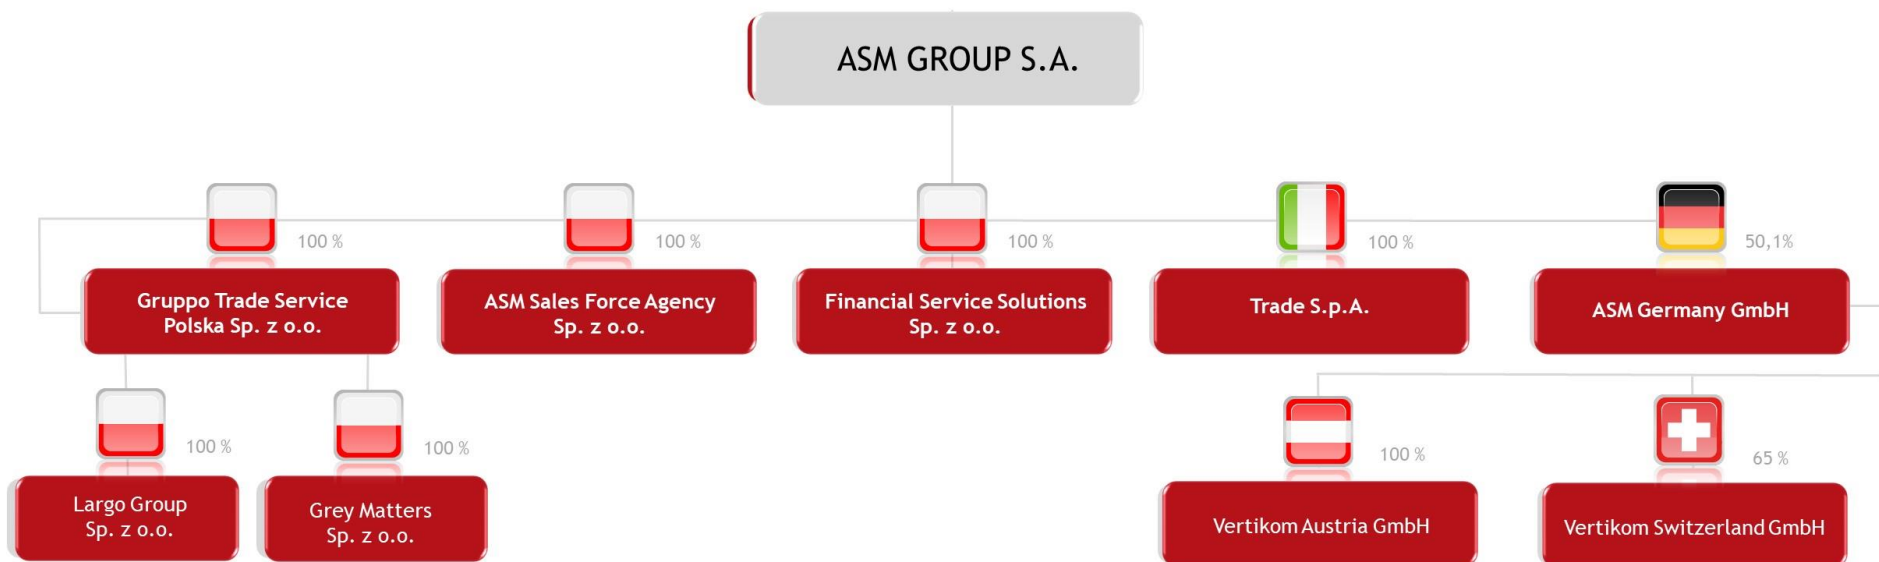 ASM GROUP S.A.
100 %
100 %
100 %
100 %
50,1%
Gruppo Trade Service
Polska Sp. z o.o.
ASM Sales Force Agency
Sp. z o.o.
Financial Service Solutions
Sp. z o.o.
Trade S.p.A.
ASM Germany GmbH
100 %
100 %
100 %
65 %
Largo Group
Sp. z o.o.
Grey Matters
Sp. z o.o.
Vertikom Austria GmbH
Vertikom Switzerland GmbH